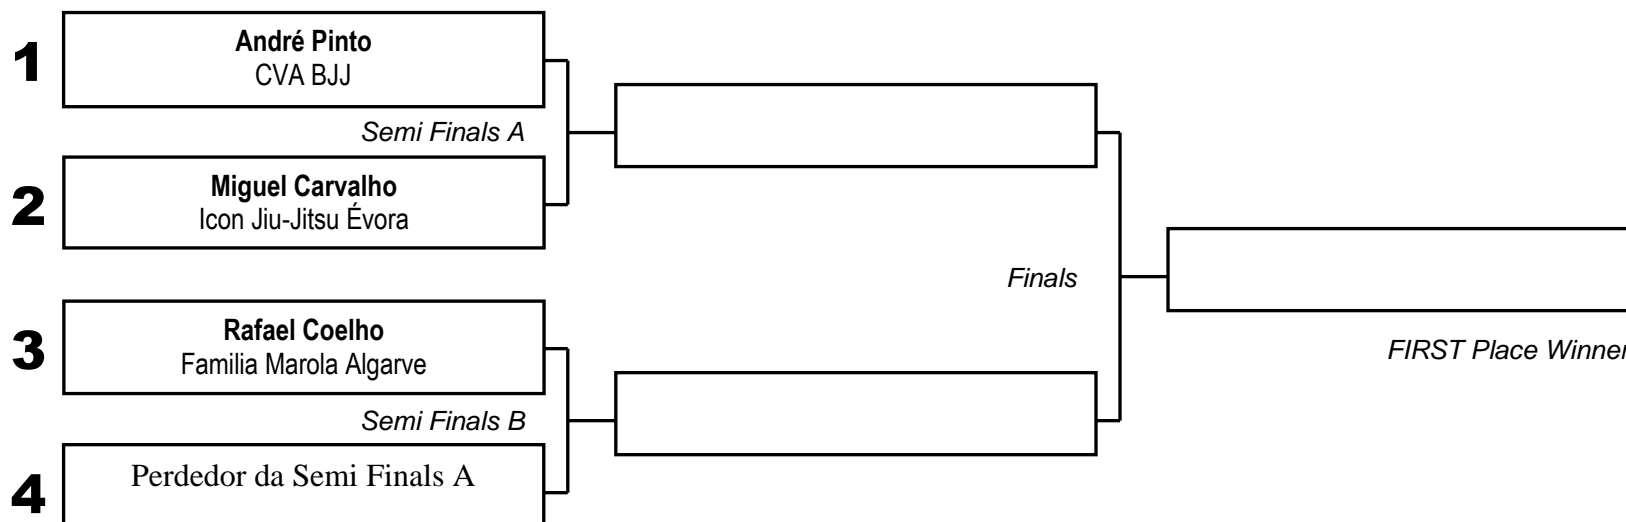 1
André Pinto
CVA BJJ
Semi Finals A
2
Miguel Carvalho
Icon Jiu-Jitsu Évora
3
Rafael Coelho
Familia Marola Algarve
Semi Finals B
4
Perdedor da Semi Finals A
Finals
FIRST Place Winner